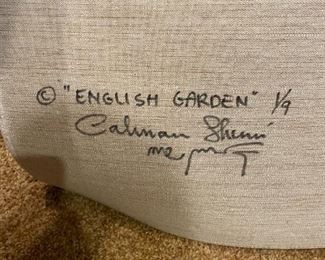 © "ENGLISH GARDEN" 1/9
Calman Shemi